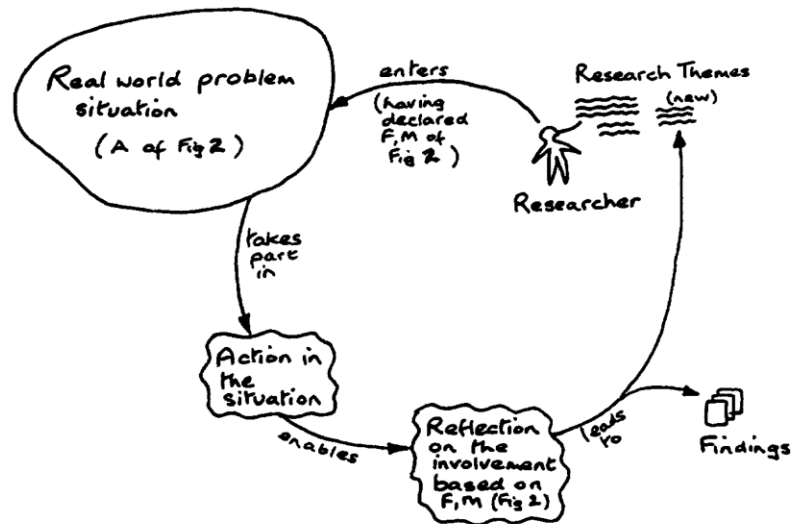 Real world problem
situation
(A of Fig 2)
enters
(having
declared
F,M of
Fig 2)
Research Themes
(new)
Researcher
takes
part
in
Action in
the
situation
enables
Reflection
on the
involvement
based on
F,M (Fig 2)
leads
to
Findings